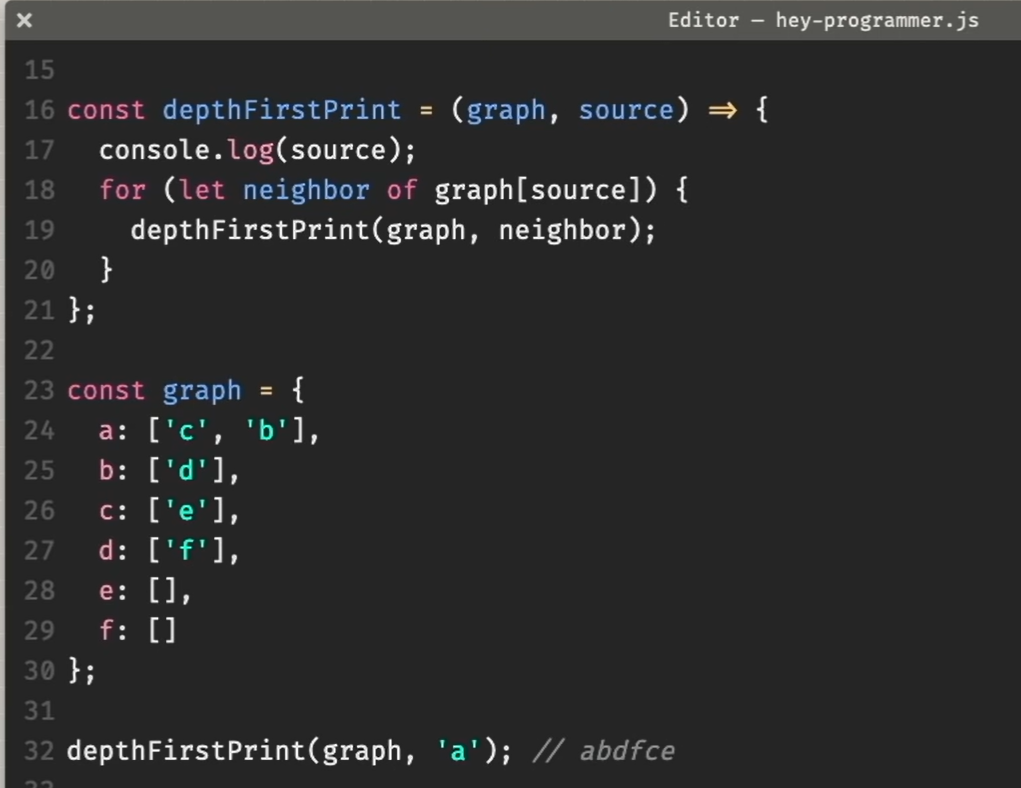 Editor — hey-programmer.js
15
16 const depthFirstPrint = (graph, source) => {
17   console.log(source);
18   for (let neighbor of graph[source]) {
19     depthFirstPrint(graph, neighbor);
20   }
21 };
22
23 const graph = {
24   a: ['c', 'b'],
25   b: ['d'],
26   c: ['e'],
27   d: ['f'],
28   e: [],
29   f: []
30 };
31
32 depthFirstPrint(graph, 'a'); // abdfce